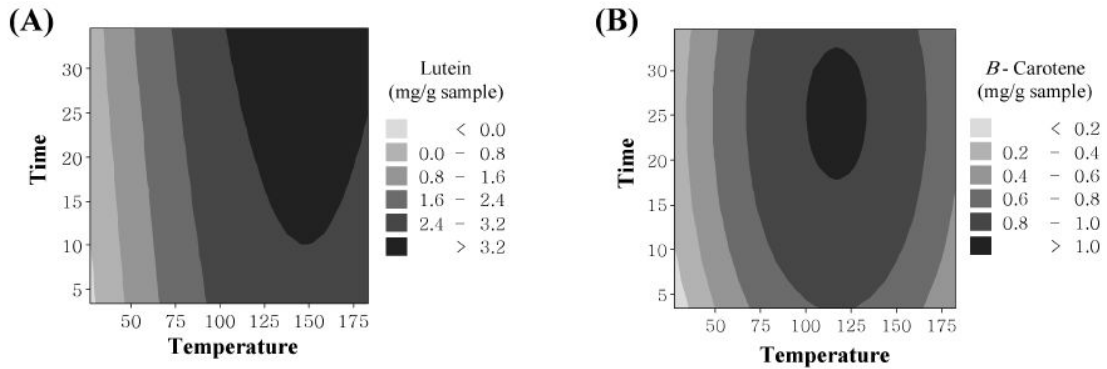 (A)
Time
30
25
20
15
10
5
50 75 100 125 150 175
Temperature
Lutein
(mg/g sample)
< 0.0
0.0 - 0.8
0.8 - 1.6
1.6 - 2.4
2.4 - 3.2
> 3.2
(B)
Time
30
25
20
15
10
5
50 75 100 125 150 175
Temperature
B - Carotene
(mg/g sample)
< 0.2
0.2 - 0.4
0.4 - 0.6
0.6 - 0.8
0.8 - 1.0
> 1.0